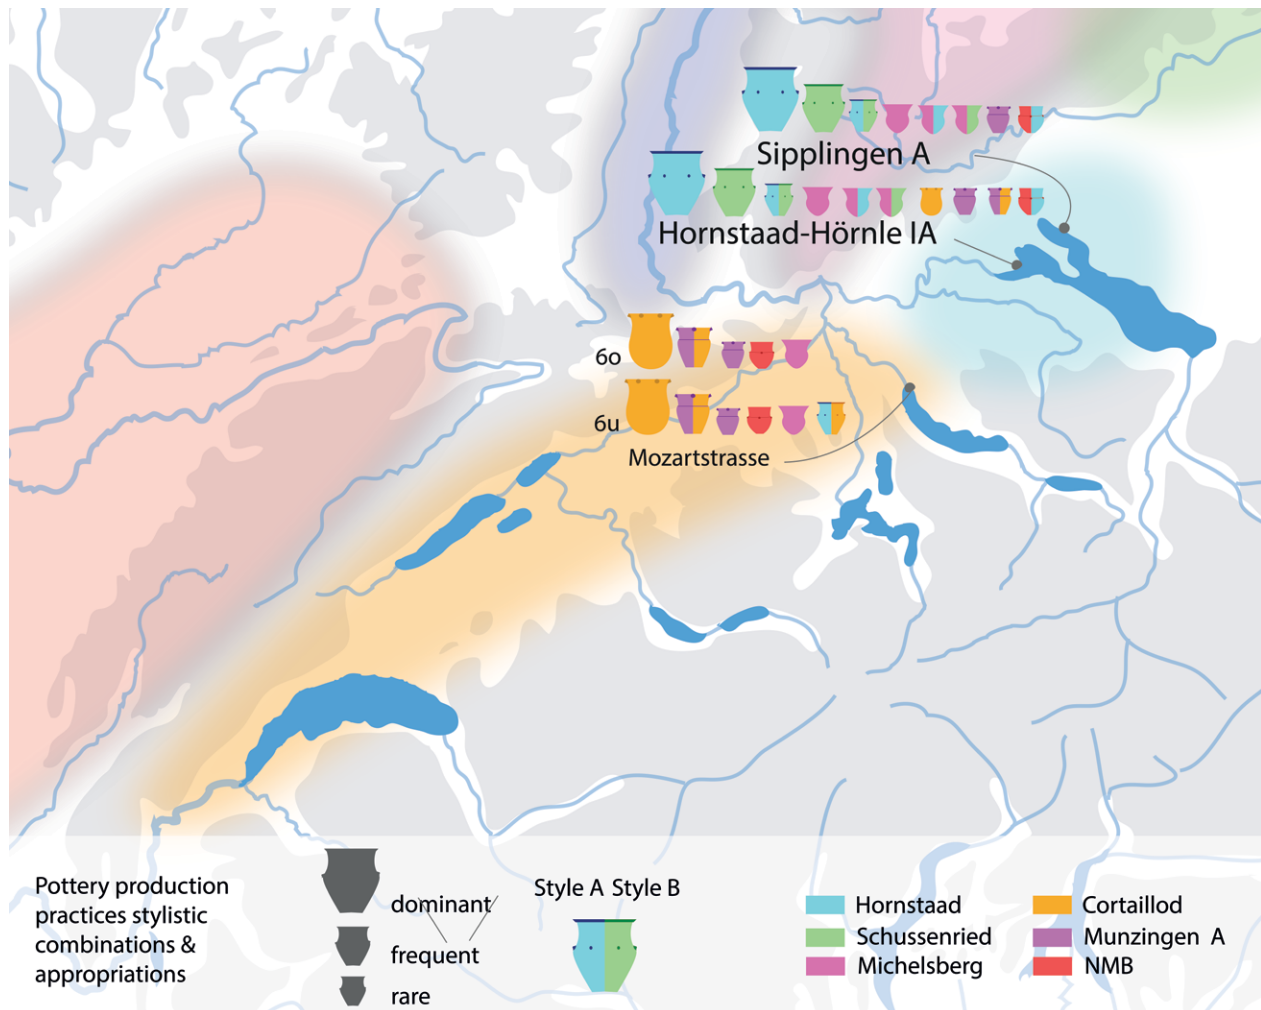 Sipplingen A
Hornstaad-Hörnle IA
6o
6u
Mozartstrasse
Pottery production
practices stylistic
combinations &
appropriations
dominant
frequent
rare
Style A Style B
Hornstaad
Schussenried
Michelsberg
Cortaillod
Munzingen A
NMB